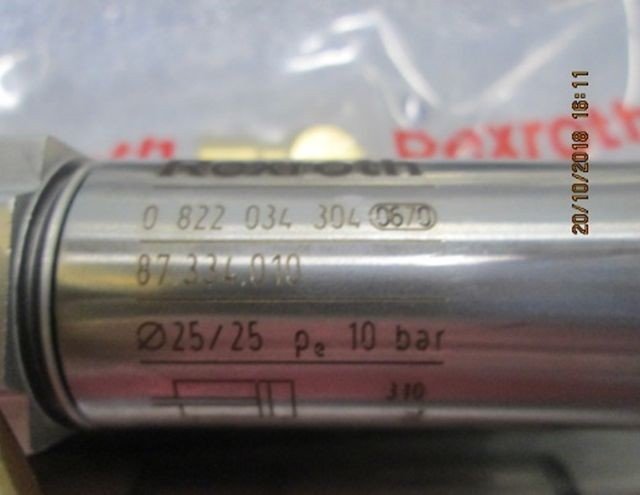 Rexroth
Rexroth
0 822 034 304 0670
87.334.010
Ø25/25 pe 10 bar
310
20/10/2018 16:11